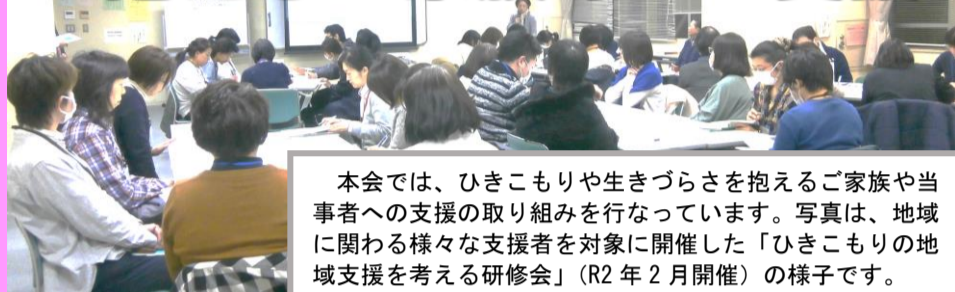 本会では、ひきこもりや生きづらさを抱えるご家族や当
事者への支援の取り組みを行なっています。写真は、地域
に関わる様々な支援者を対象に開催した「ひきこもりの地
域支援を考える研修会」(R2 年 2 月開催）の様子です。